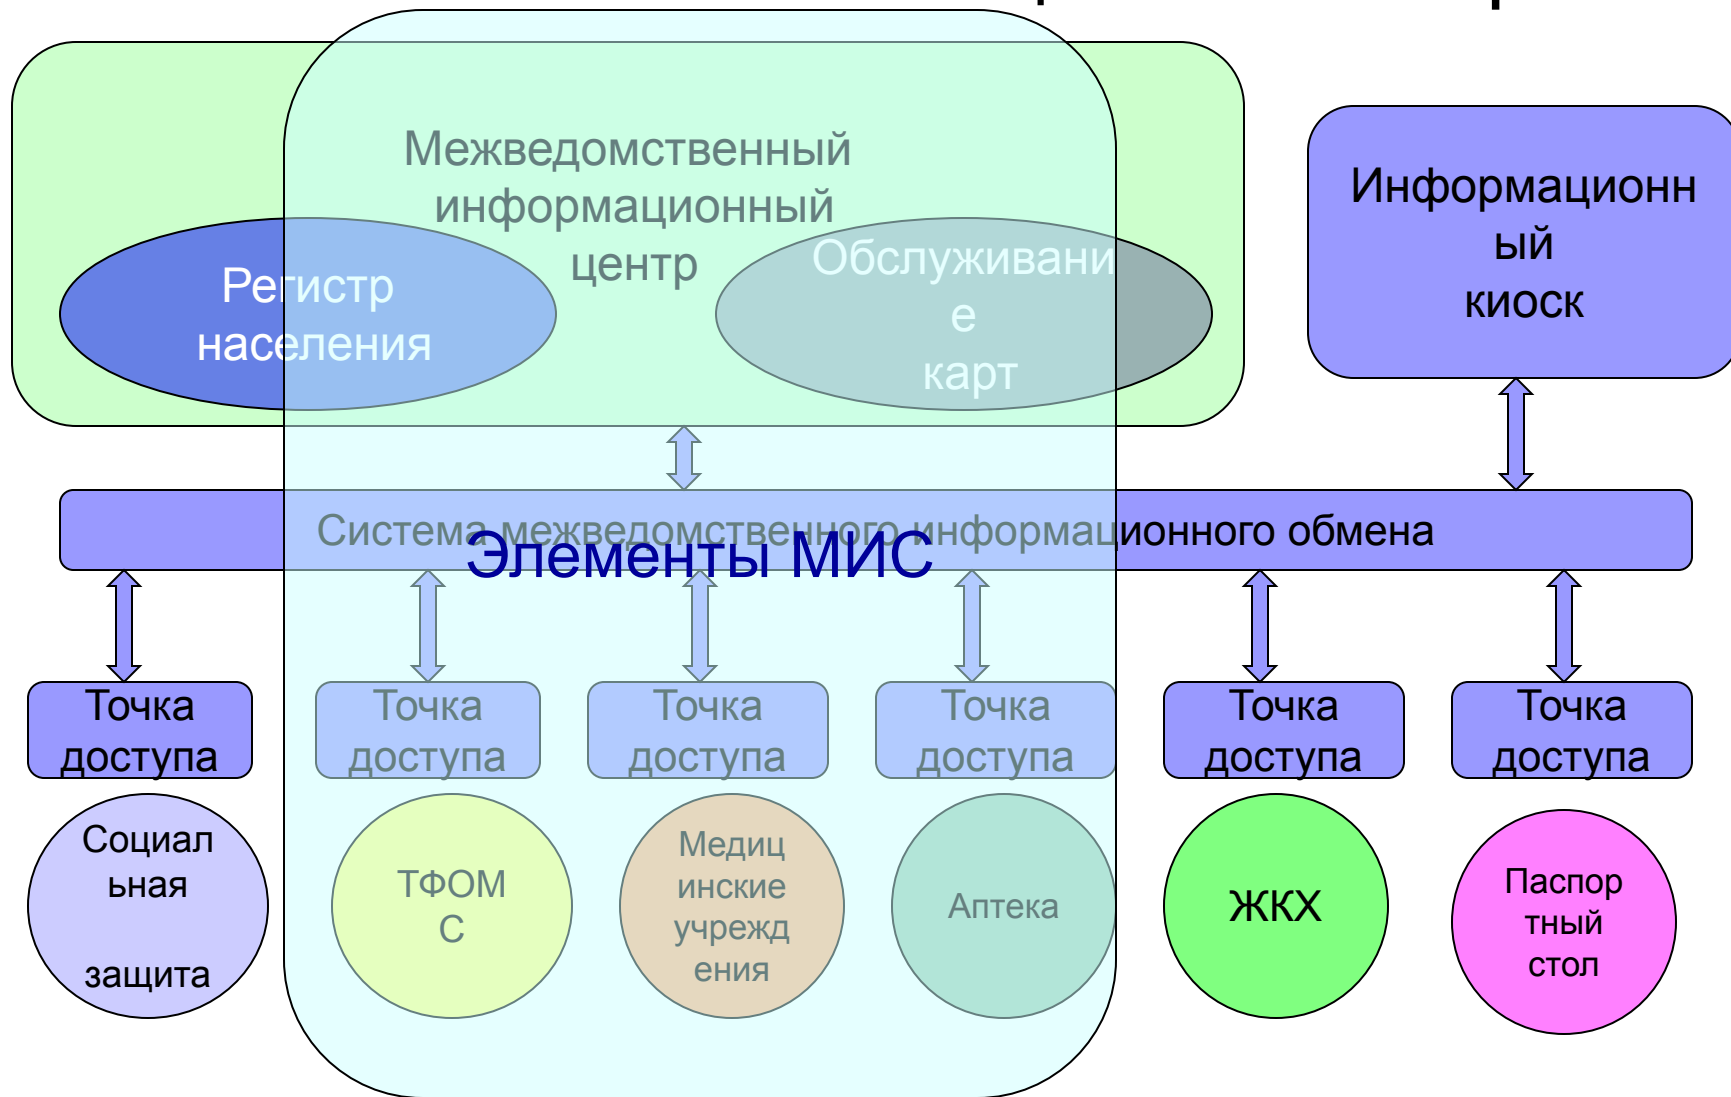 Межведомственный
информационный
центр
Регистр
населения
Обслуживани
е
карт
Информационн
ый
киоск
Система межведомственного информационного обмена
Элементы МИС
Точка
доступа
Точка
доступа
Точка
доступа
Точка
доступа
Точка
доступа
Точка
доступа
Социал
ьная
защита
ТФОМ
С
Медиц
инские
учрежд
ения
Аптека
ЖКХ
Паспор
тный
стол